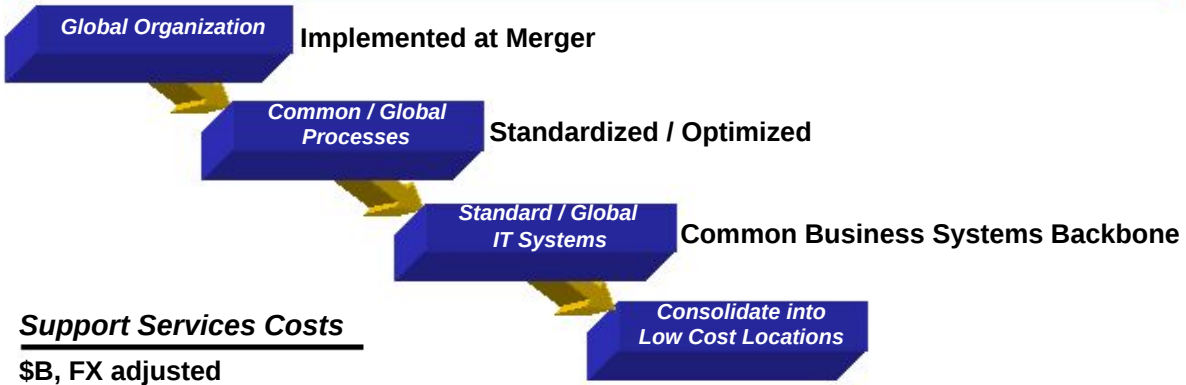 Global Organization
Implemented at Merger
Common / Global
Processes
Standardized / Optimized
Standard / Global
IT Systems
Common Business Systems Backbone
Consolidate into
Low Cost Locations
Support Services Costs
$B, FX adjusted